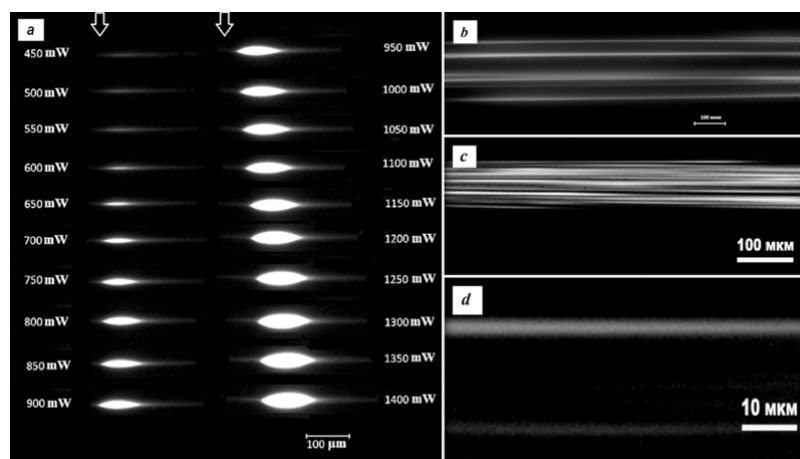 a
450 mW
500 mW
550 mW
600 mW
650 mW
700 mW
750 mW
800 mW
850 mW
900 mW
950 mW
1000 mW
1050 mW
1100 mW
1150 mW
1200 mW
1250 mW
1300 mW
1350 mW
1400 mW
100 µm
b
100 мкм
c
100 мкм
d
10 мкм